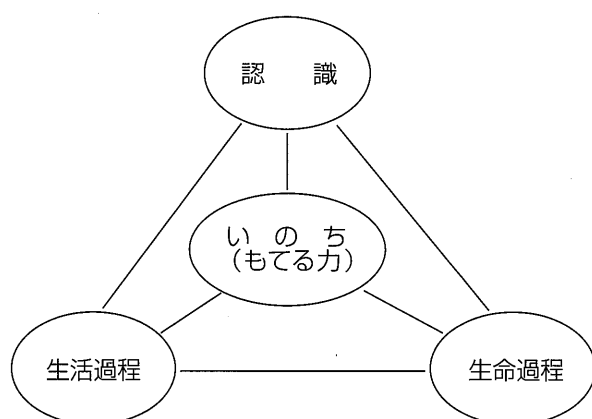 認　識
い の ち
（もてる力）
生活過程
生命過程